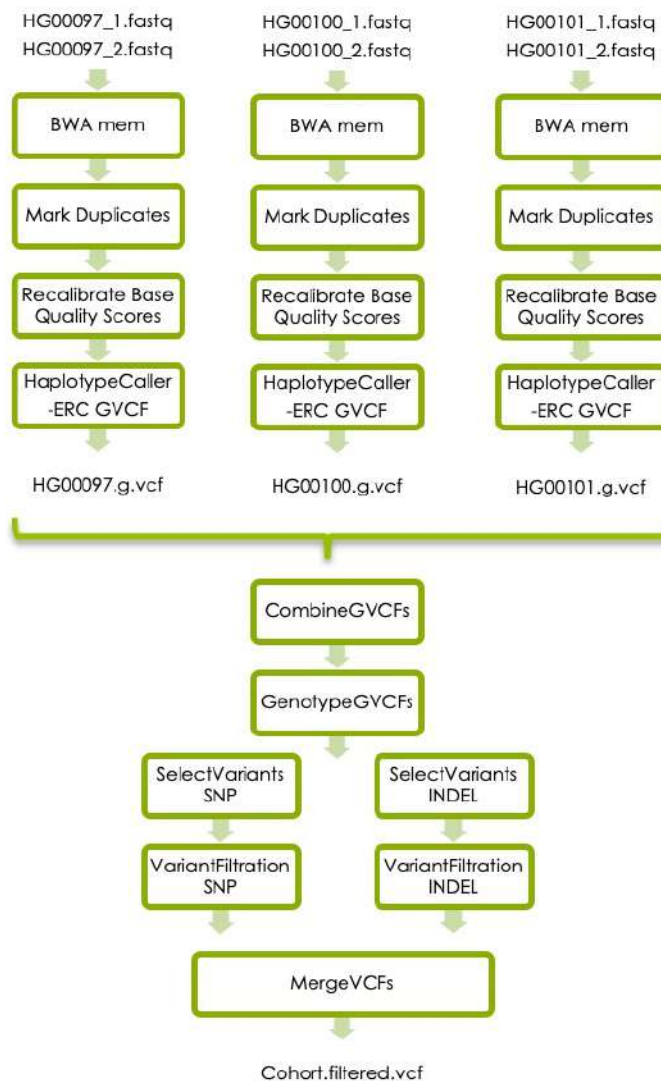 HG00097_1.fastq
HG00097_2.fastq
HG00100_1.fastq
HG00100_2.fastq
HG00101_1.fastq
HG00101_2.fastq
BWA mem
BWA mem
BWA mem
Mark Duplicates
Mark Duplicates
Mark Duplicates
Recalibrate Base
Quality Scores
Recalibrate Base
Quality Scores
Recalibrate Base
Quality Scores
HaplotypeCaller
-ERC GVCF
HaplotypeCaller
-ERC GVCF
HaplotypeCaller
-ERC GVCF
HG00097.g.vcf
HG00100.g.vcf
HG00101.g.vcf
CombineGVCFs
GenotypeGVCFs
SelectVariants
SNP
SelectVariants
INDEL
VariantFiltration
SNP
VariantFiltration
INDEL
MergeVCFs
Cohort.filtered.vcf